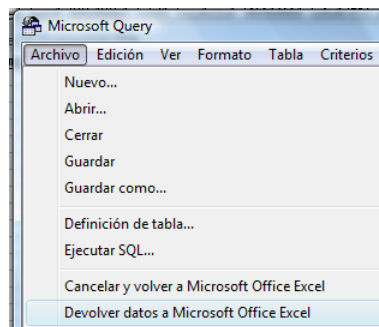 Microsoft Query
Archivo Edición Ver Formato Tabla Criterios
Nuevo...
Abrir...
Cerrar
Guardar
Guardar como...
Definición de tabla...
Ejecutar SQL...
Cancelar y volver a Microsoft Office Excel
Devolver datos a Microsoft Office Excel